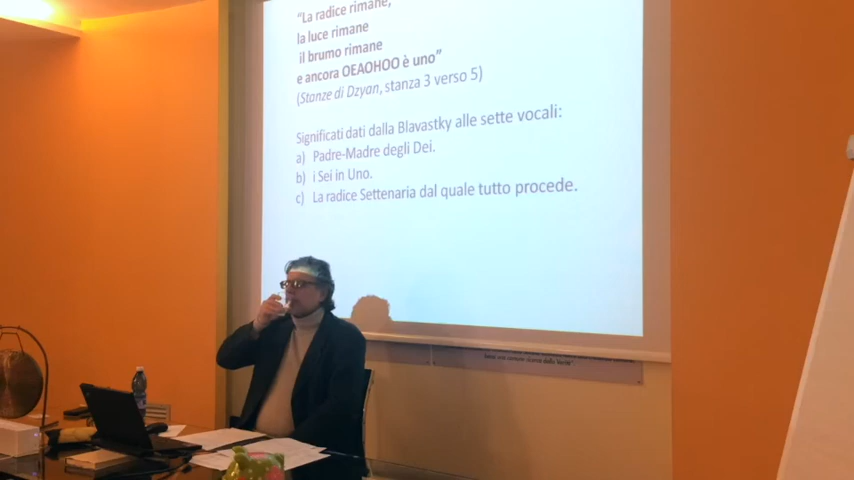 “La radice rimane,
la luce rimane
il brumo rimane
e ancora OEAOHOO è uno”
(Stanze di Dzyan, stanza 3 verso 5)
Significati dati dalla Blavastky alle sette vocali:
a) Padre-Madre degli Dei.
b) i Sei in Uno.
c) La radice Settenaria dal quale tutto procede.